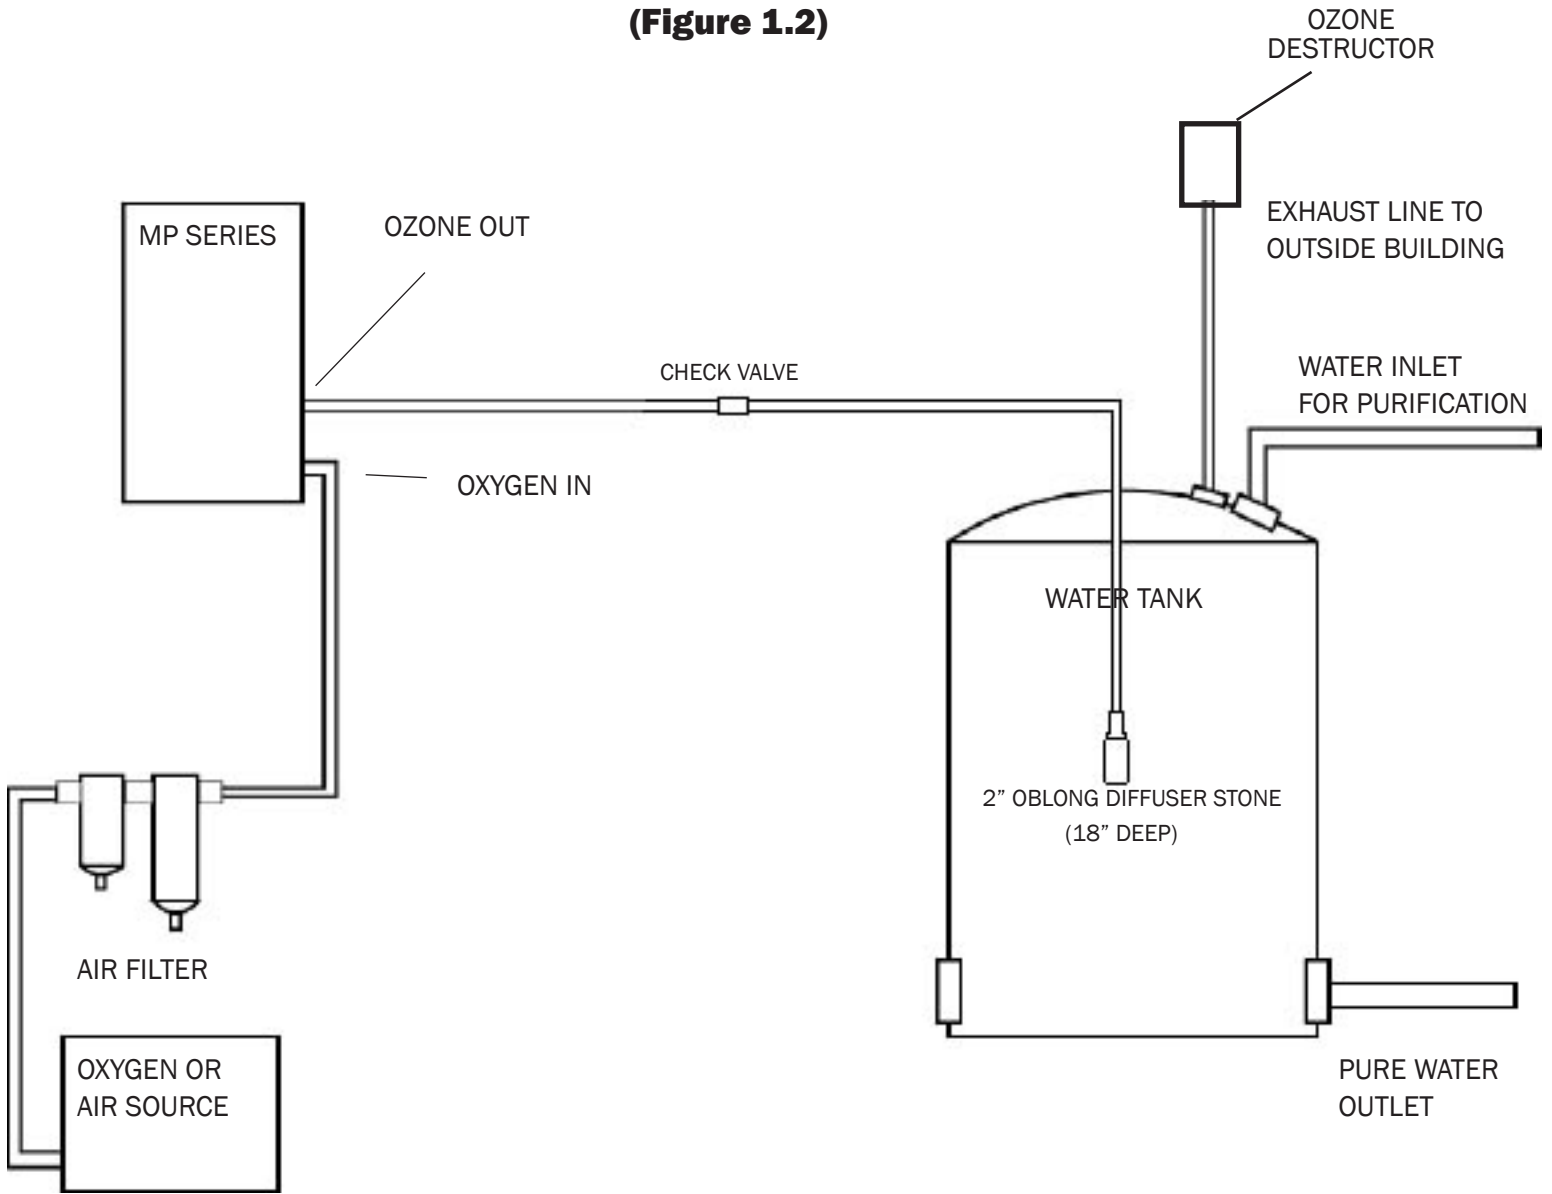 (Figure 1.2)
OZONE
DESTRUCTOR
MP SERIES
OZONE OUT
EXHAUST LINE TO
OUTSIDE BUILDING
CHECK VALVE
WATER INLET
FOR PURIFICATION
OXYGEN IN
WATER TANK
2” OBLONG DIFFUSER STONE
(18” DEEP)
AIR FILTER
OXYGEN OR
AIR SOURCE
PURE WATER
OUTLET